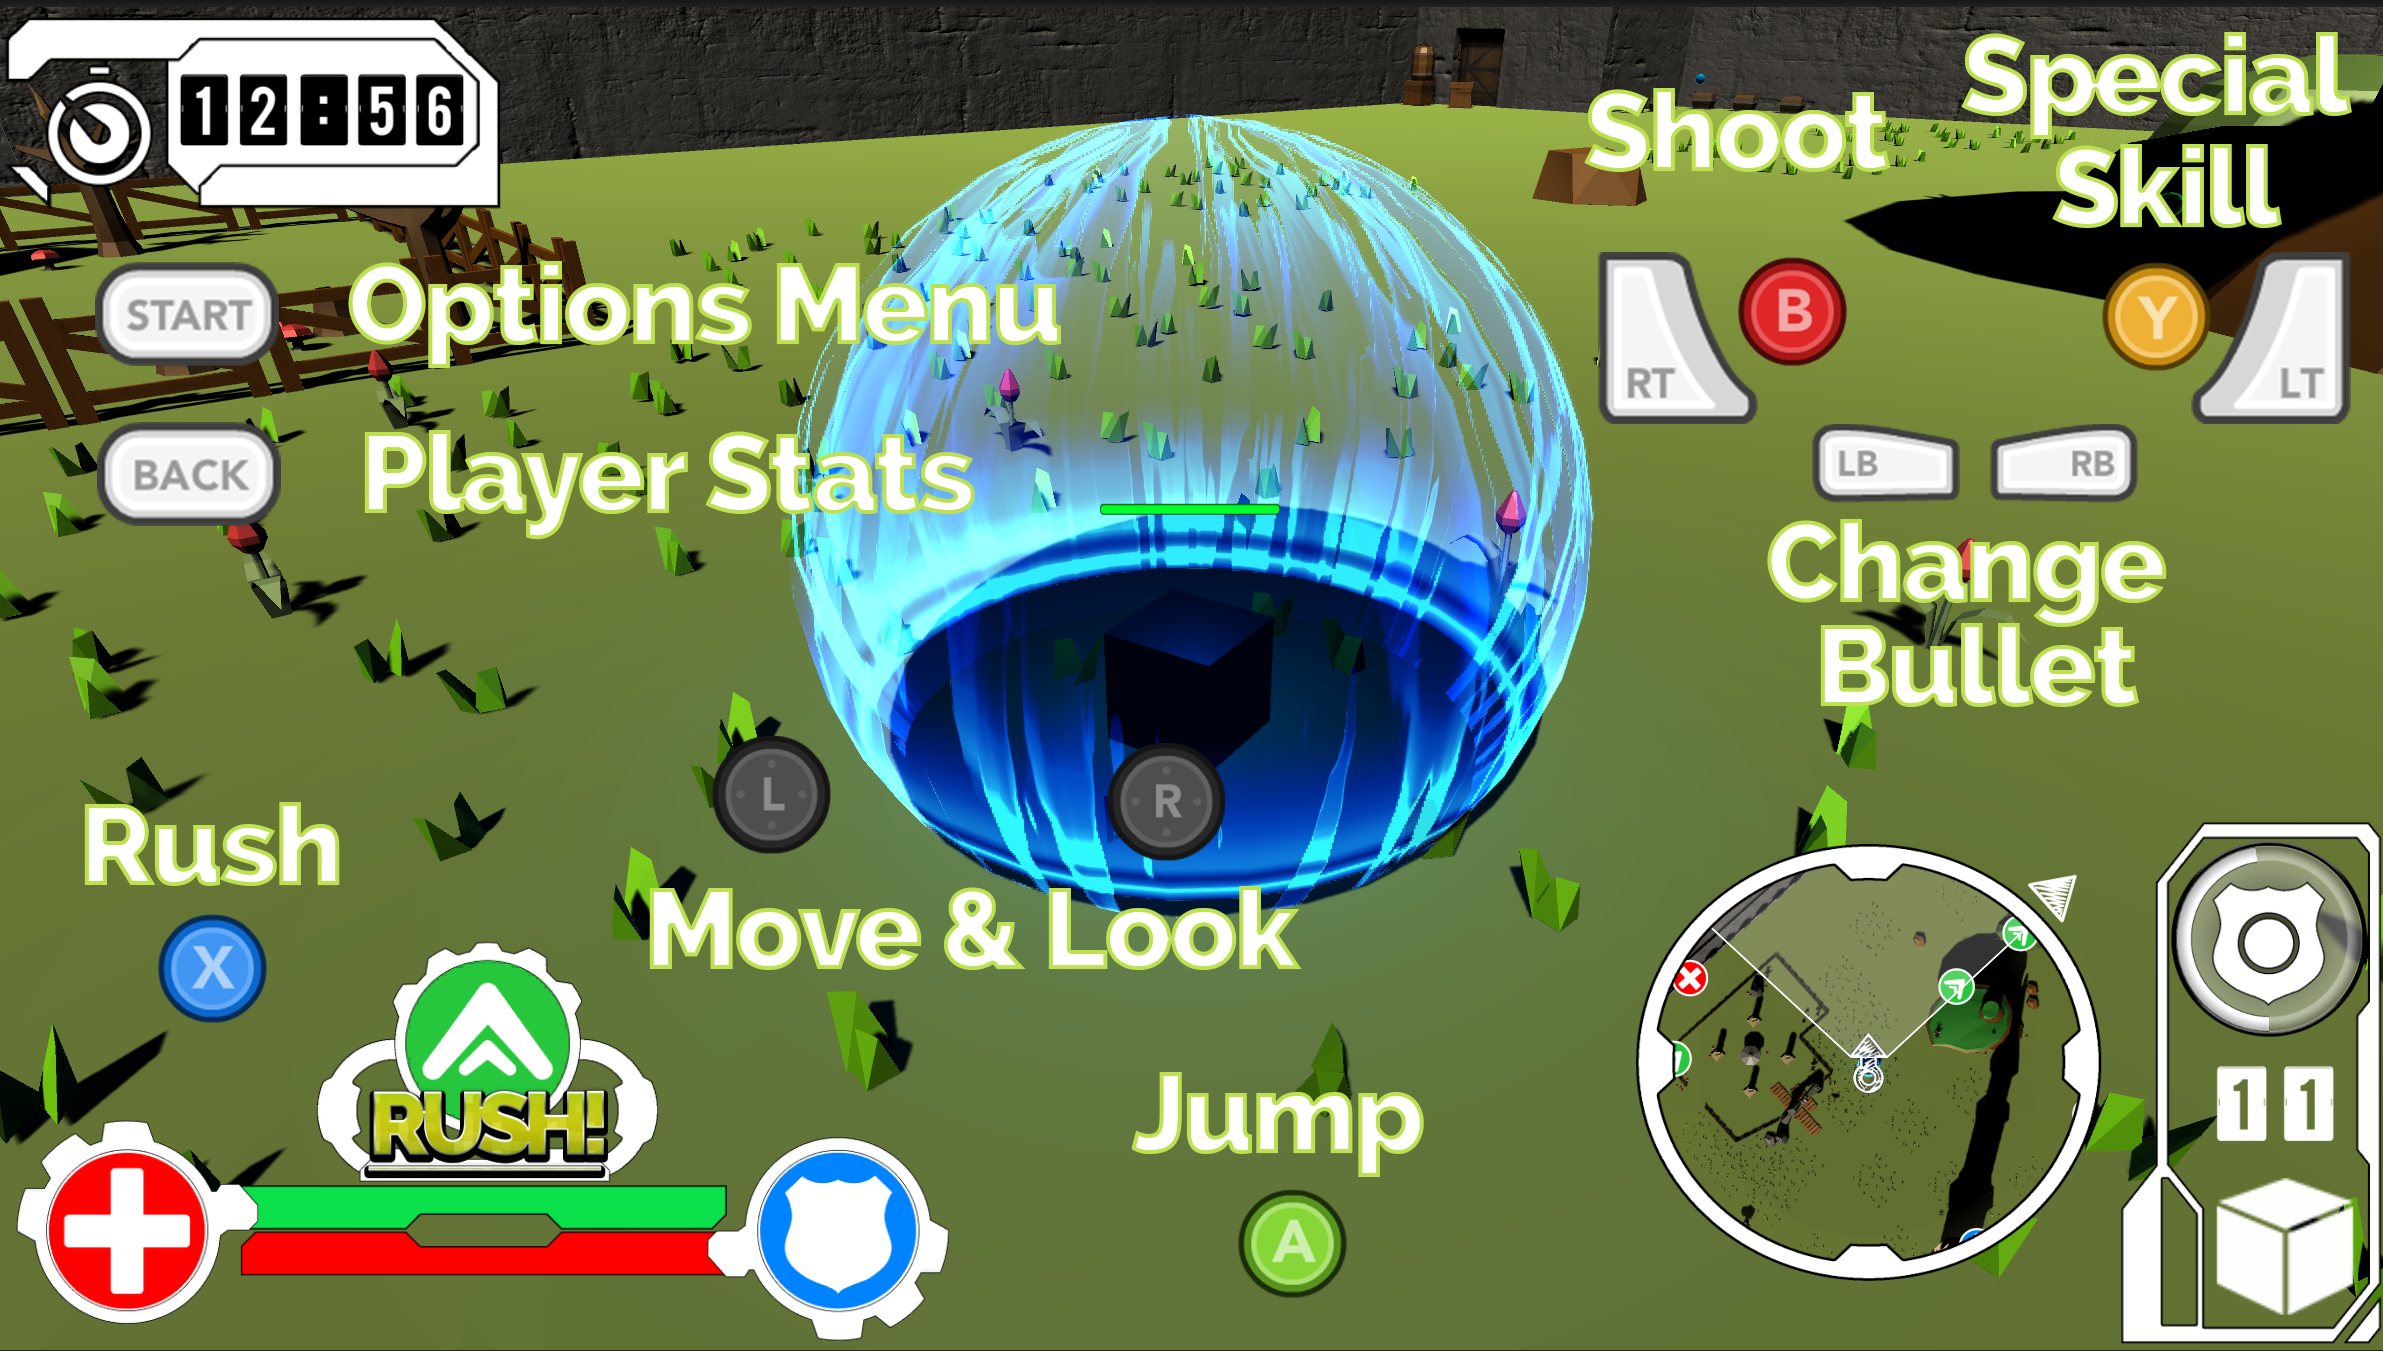 12:56
Shoot
Special
Skill
START
Options Menu
RT
B
Y
LT
BACK
Player Stats
LB
RB
Change
Bullet
L
R
Rush
Move & Look
X
RUSH!
Jump
A
11